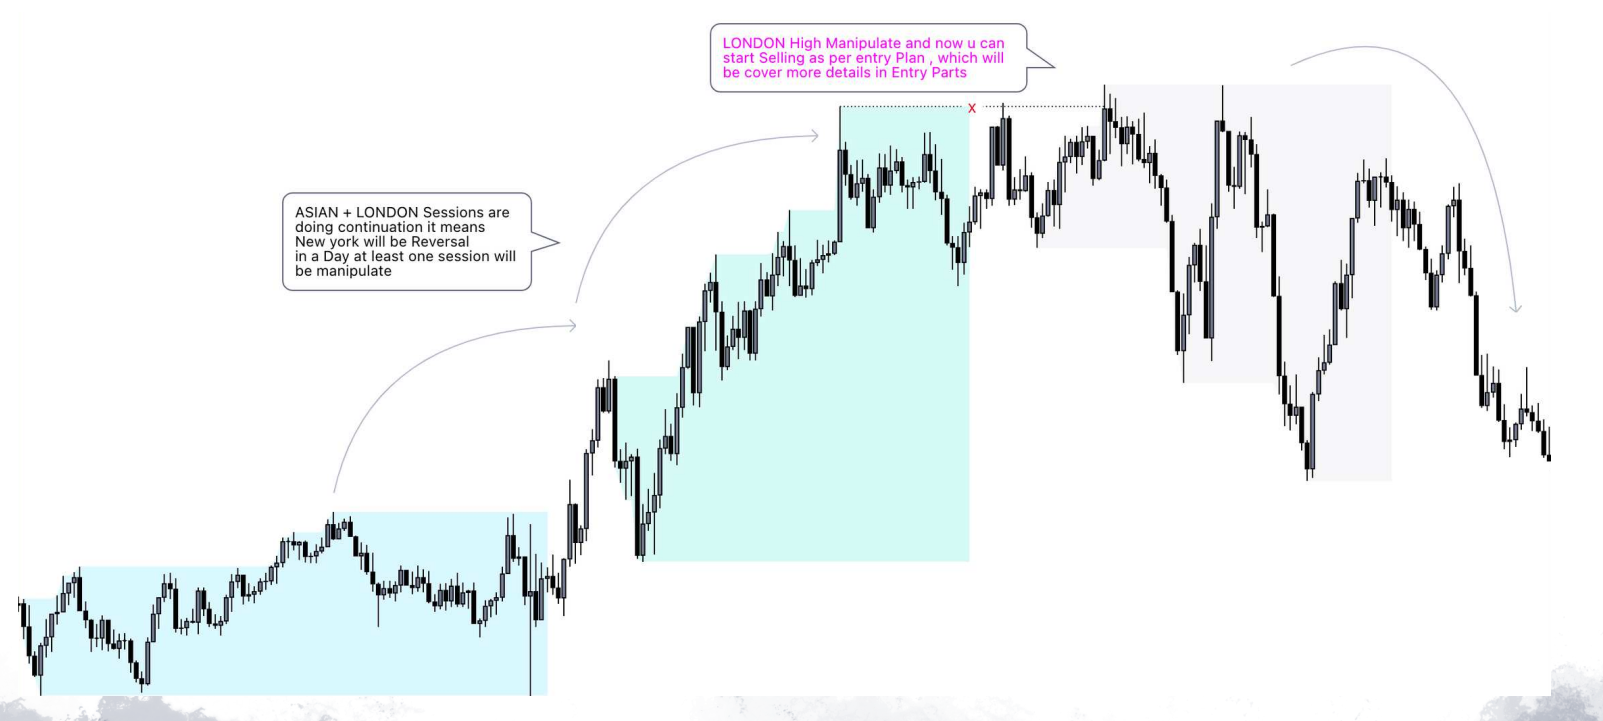 LONDON High Manipulate and now u can
start Selling as per entry Plan , which will
be cover more details in Entry Parts
X
ASIAN + LONDON Sessions are
doing continuation it means
New york will be Reversal
in a Day at least one session will
be manipulate